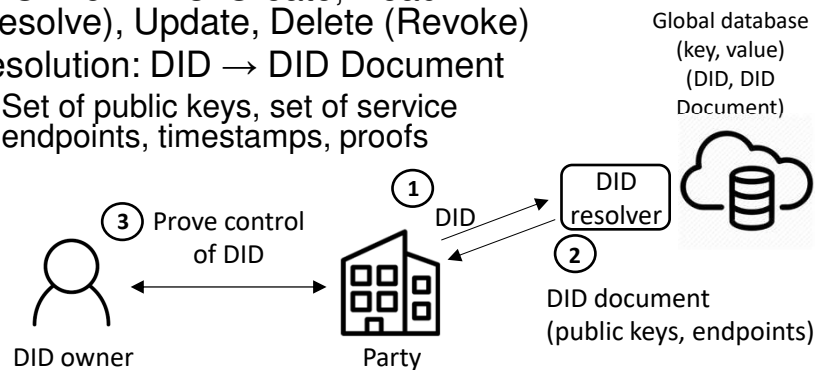 esolve), Update, Delete (Revoke)
esolution: DID → DID Document
Set of public keys, set of service
endpoints, timestamps, proofs
Global database
(key, value)
(DID, DID
Document)
1
DID
DID
resolver
2
3 Prove control
of DID
DID document
(public keys, endpoints)
DID owner
Party